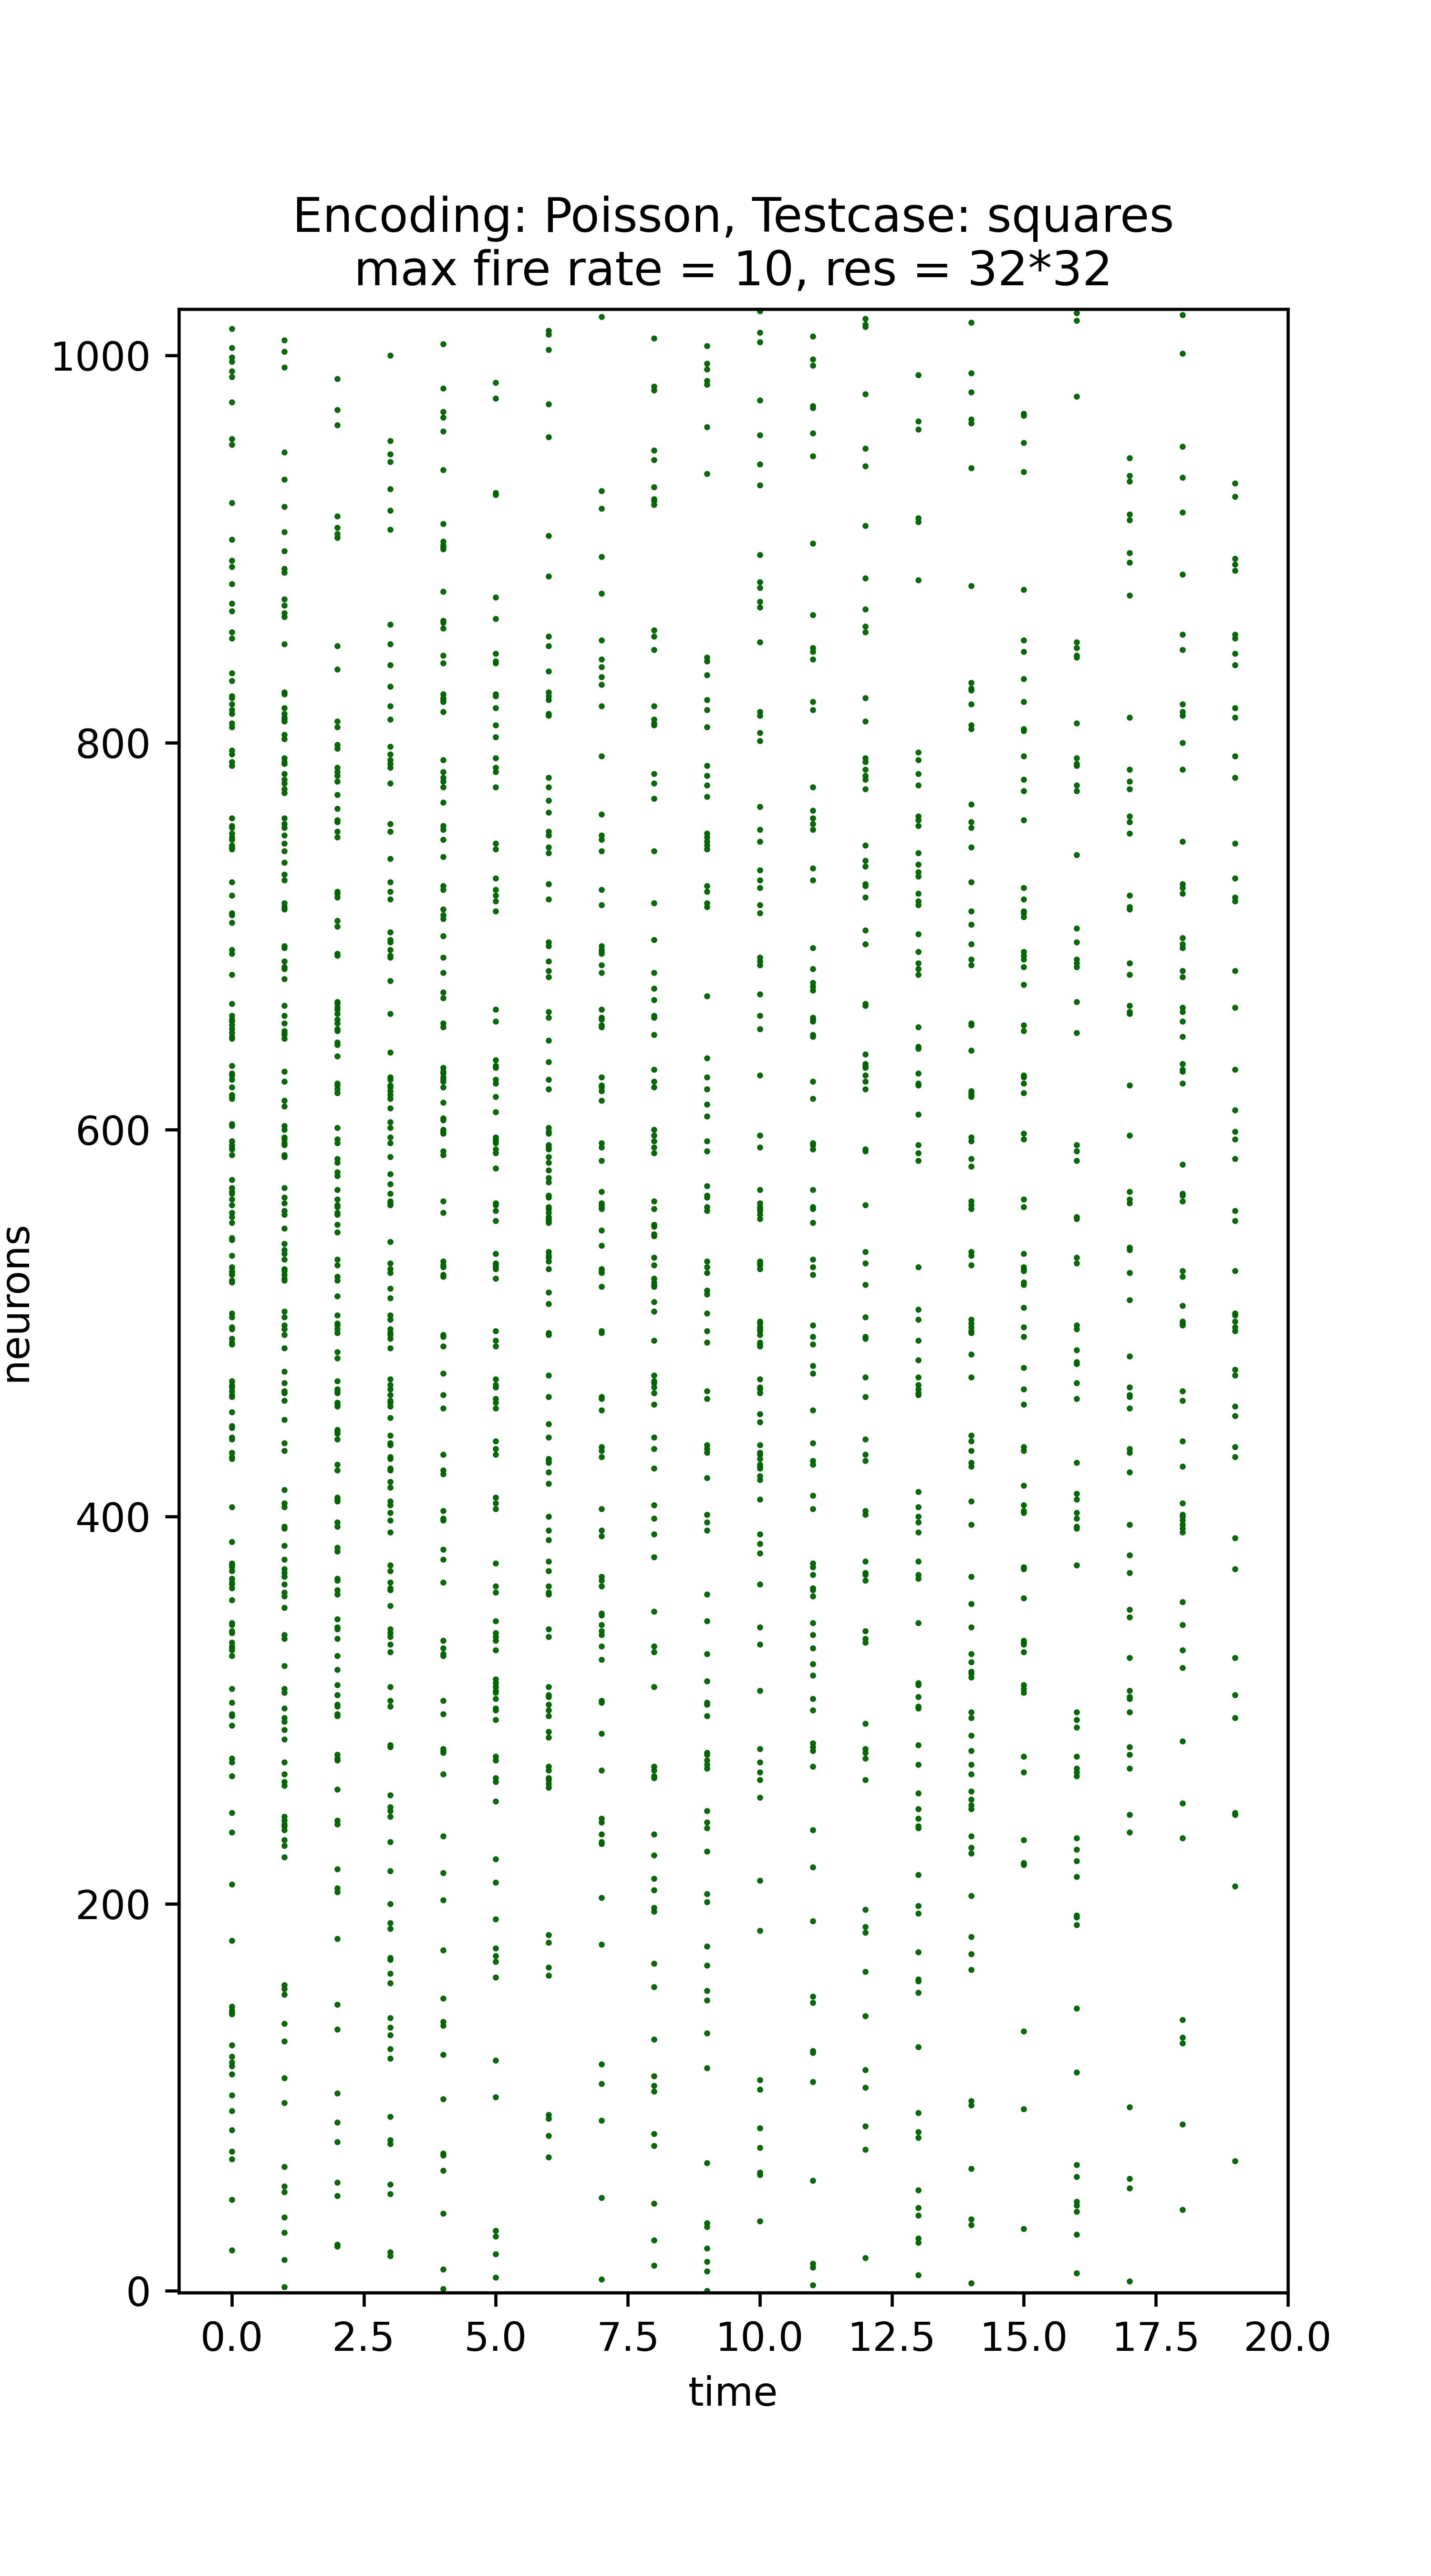 Encoding: Poisson, Testcase: squares
max fire rate = 10, res = 32*32
1000
800
600
400
200
0
neurons
0.0 2.5 5.0 7.5 10.0 12.5 15.0 17.5 20.0
time